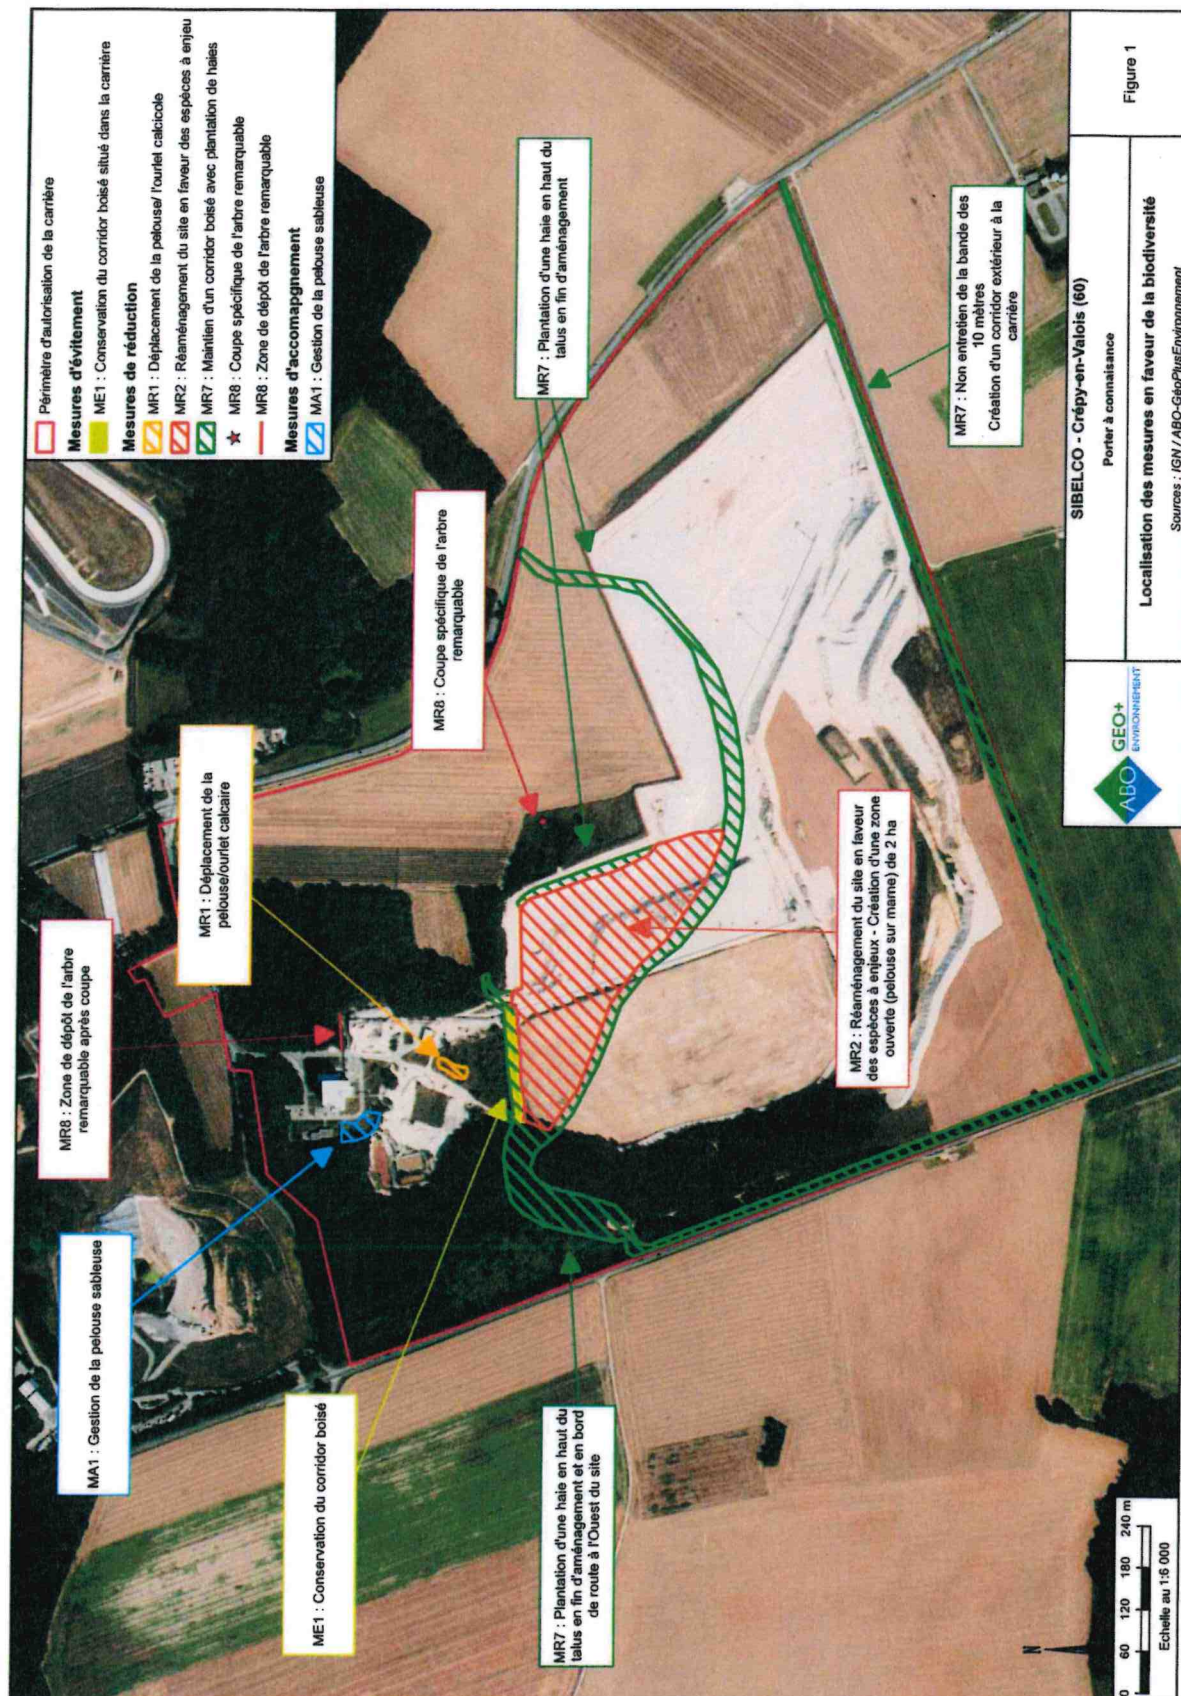 Périmètre d'autorisation de la carrière
Mesures d'évitement
ME1 : Conservation du corridor boisé situé dans la carrière
Mesures de réduction
MR1 : Déplacement de la pelouse/ l'ourlet calcicole
MR2 : Réaménagement du site en faveur des espèces à enjeu
MR7 : Maintien d'un corridor boisé avec plantation de haies
MR8 : Coupe spécifique de l'arbre remarquable
MR8 : Zone de dépôt de l'arbre remarquable
Mesures d'accomapgnement
MA1 : Gestion de la pelouse sableuse
MA1 : Gestion de la pelouse sableuse
MR8 : Zone de dépôt de l'arbre
remarquable après coupe
MR1 : Déplacement de la
pelouse/ourlet calcaire
MR8 : Coupe spécifique de l'arbre
remarquable
MR7 : Plantation d'une haie en haut du
talus en fin d'aménagement
ME1 : Conservation du corridor boisé
MR7 : Plantation d'une haie en haut du
talus en fin d'aménagement et en bord
de route à l'Ouest du site
MR2 : Réaménagement du site en faveur
des espèces à enjeux - Création d'une zone
ouverte (pelouse sur marne) de 2 ha
MR7 : Non entretien de la bande des
10 mètres
Création d'un corridor extérieur à la
carrière
N
0 60 120 180 240 m
Echelle au 1:6 000
ABO
GEO+
ENVIRONNEMENT
SIBELCO - Crépy-en-Valois (60)
Porter à connaisance
Localisation des mesures en faveur de la biodiversité
Sources : IGN / ABO-GéoPlusEnvironnement
Figure 1